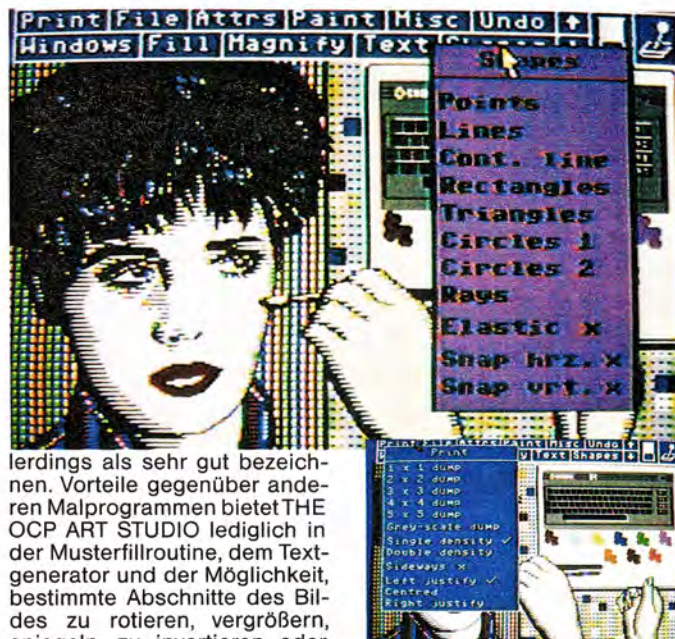 Print File Attrs Paint Misc Undo
Windows Fill Magnify Text
Shapes
Points
Lines
Cont. line
Rectangles
Triangles
Circles 1
Circles 2
Rays
Elastic x
Snap hrz. x
Snap vrt. x
lerdings als sehr gut bezeich-
nen. Vorteile gegenüber ande-
ren Malprogrammen bietet THE
OCP ART STUDIO lediglich in
der Musterfillroutine, dem Text-
generator und der Möglichkeit,
bestimmte Abschnitte des Bil-
des zu rotieren, vergrößern,
spiegeln, zu invertieren oder
Print File Attrs Paint Misc Undo
Text Shapes
Print
1 x 1 dump
2 x 2 dump
3 x 3 dump
4 x 4 dump
5 x 5 dump
Grey-scale dump
Single density ✓
Double density
Sideways x
Left justify ✓
Centred
Right justify